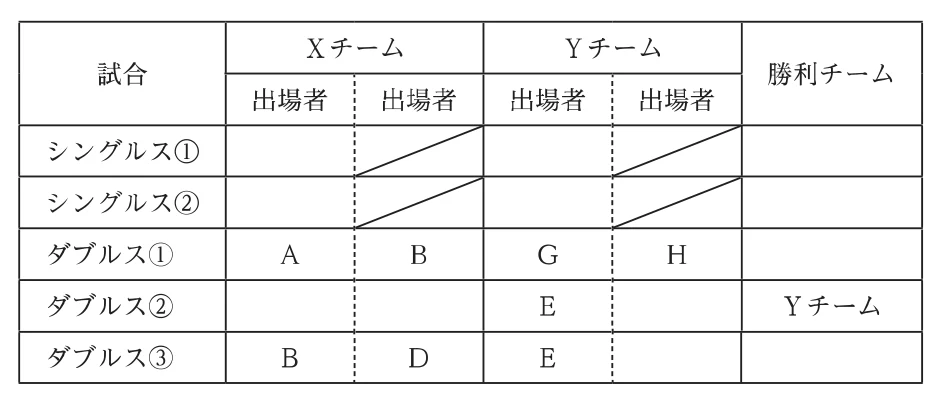 試合 Xチーム Yチーム 勝利チーム
出場者 出場者 出場者 出場者
シングルス①
シングルス②
ダブルス① A B G H
ダブルス② E Yチーム
ダブルス③ B D E